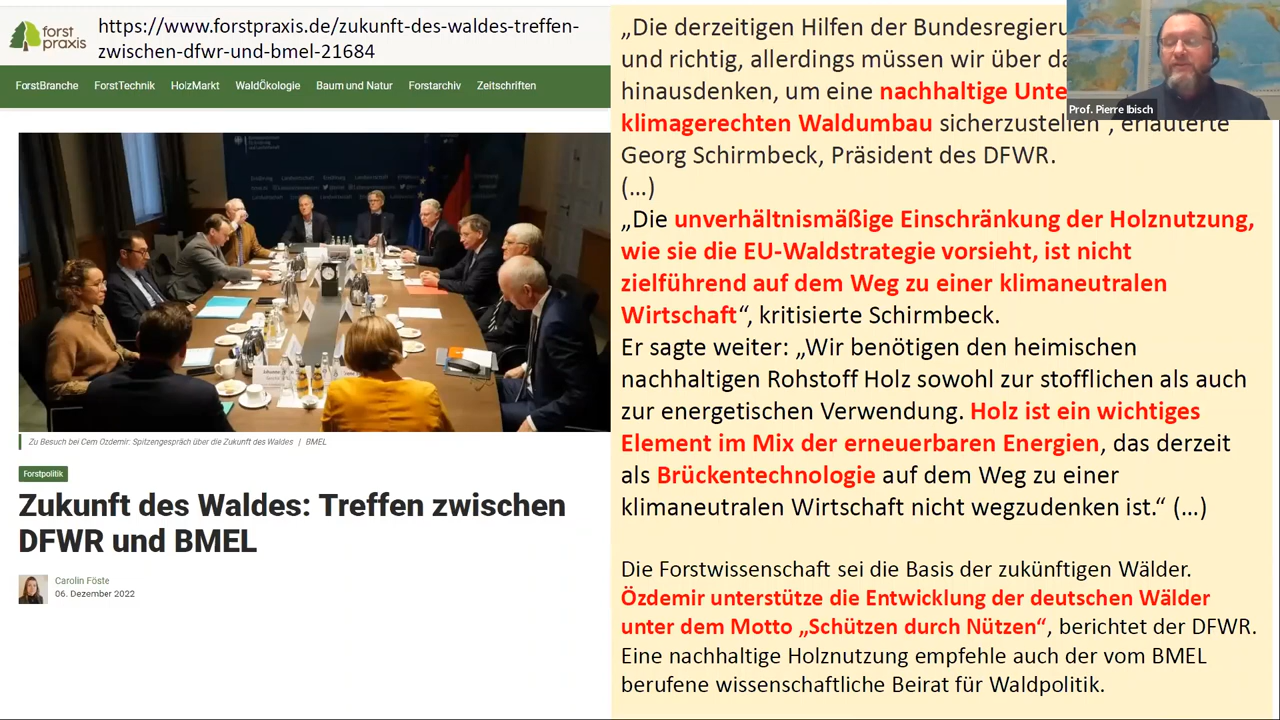 forst
praxis
https://www.forstpraxis.de/zukunft-des-waldes-treffen-
zwischen-dfwr-und-bmel-21684
ForstBranche ForstTechnik HolzMarkt WaldÖkologie Baum und Natur Forstarchiv Zeitschriften
Zu Besuch bei Cem Özdemir: Spitzengespräch über die Zukunft des Waldes | BMEL
Forstpolitik
Zukunft des Waldes: Treffen zwischen
DFWR und BMEL
Carolin Föste
06. Dezember 2022
„Die derzeitigen Hilfen der Bundesregieru
und richtig, allerdings müssen wir über da
hinausdenken, um eine nachhaltige Unte
klimagerechten Waldumbau sicherzustellen“, erläuterte
Georg Schirmbeck, Präsident des DFWR.
(…)
„Die unverhältnismäßige Einschränkung der Holznutzung,
wie sie die EU-Waldstrategie vorsieht, ist nicht
zielführend auf dem Weg zu einer klimaneutralen
Wirtschaft“, kritisierte Schirmbeck.
Er sagte weiter: „Wir benötigen den heimischen
nachhaltigen Rohstoff Holz sowohl zur stofflichen als auch
zur energetischen Verwendung. Holz ist ein wichtiges
Element im Mix der erneuerbaren Energien, das derzeit
als Brückentechnologie auf dem Weg zu einer
klimaneutralen Wirtschaft nicht wegzudenken ist.“ (…)
Die Forstwissenschaft sei die Basis der zukünftigen Wälder.
Özdemir unterstütze die Entwicklung der deutschen Wälder
unter dem Motto „Schützen durch Nützen“, berichtet der DFWR.
Eine nachhaltige Holznutzung empfehle auch der vom BMEL
berufene wissenschaftliche Beirat für Waldpolitik.
Prof. Pierre Ibisch